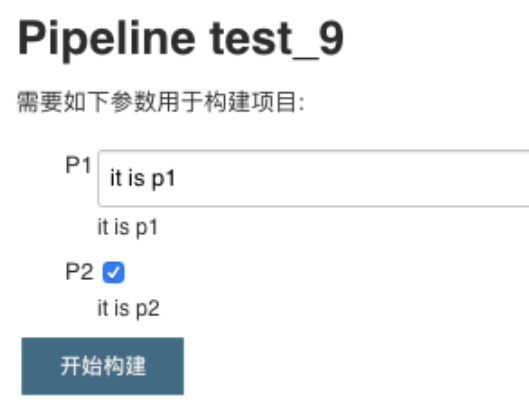 Pipeline test_9
需要如下参数用于构建项目:
P1 it is p1
it is p1
P2
it is p2
开始构建